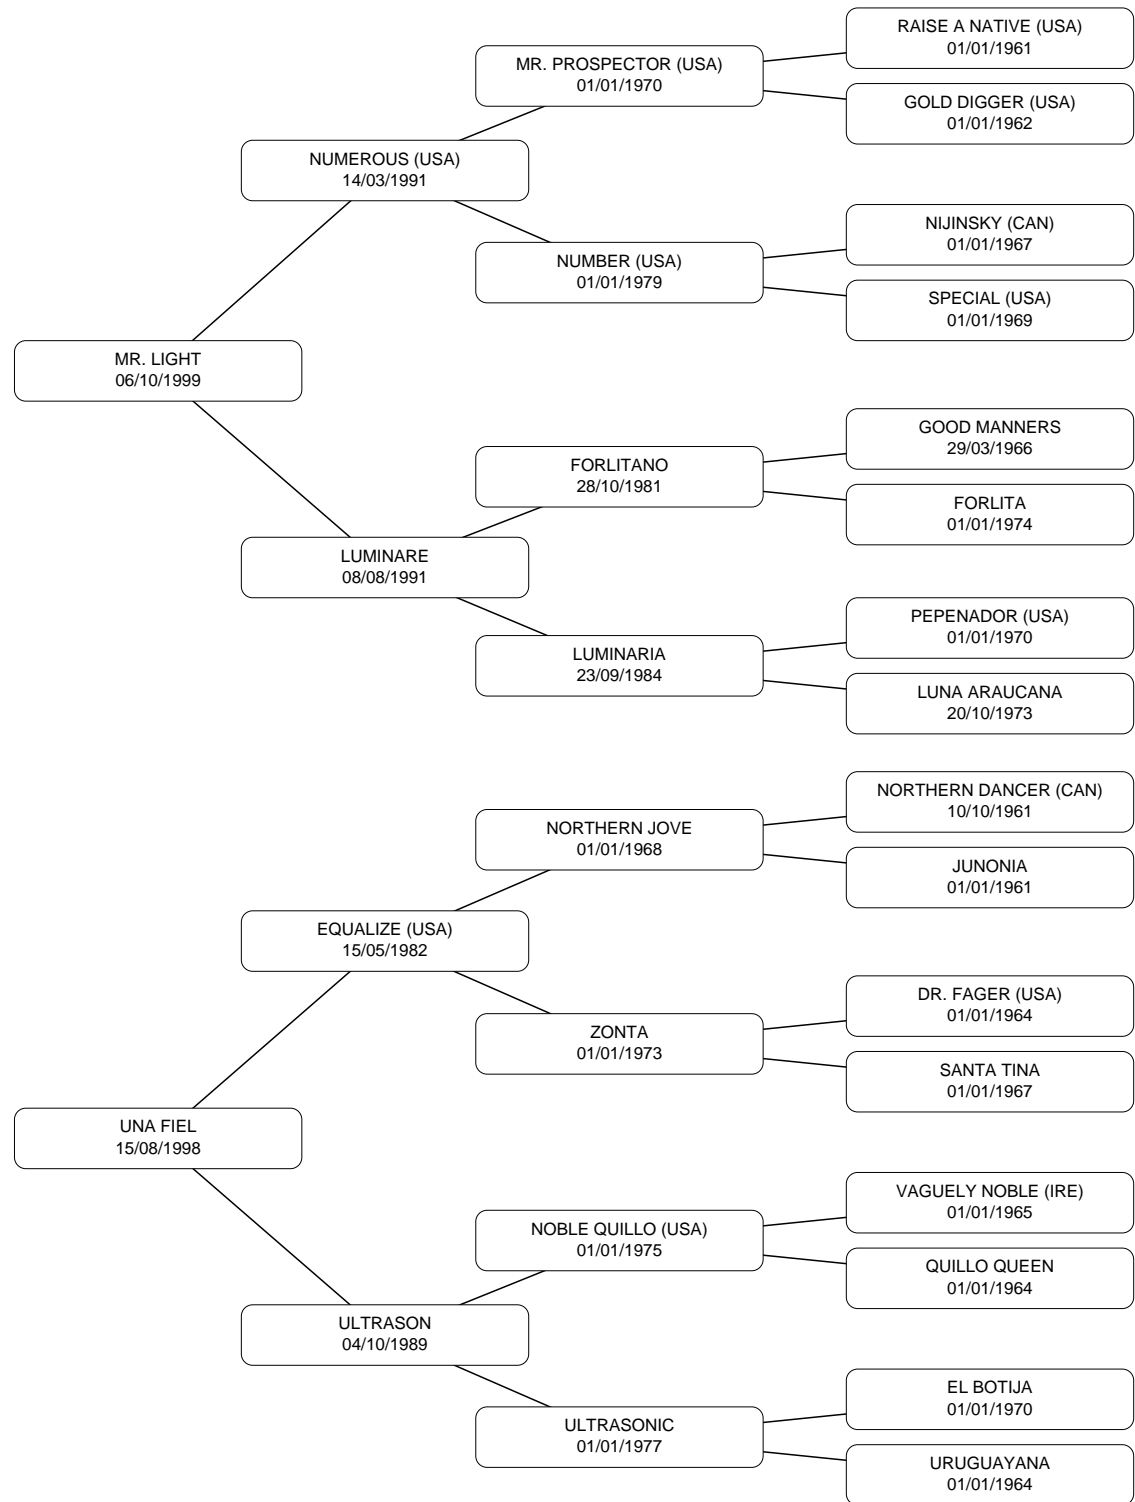 RAISE A NATIVE (USA)
01/01/1961
MR. PROSPECTOR (USA)
01/01/1970
GOLD DIGGER (USA)
01/01/1962
NUMEROUS (USA)
14/03/1991
NIJINSKY (CAN)
01/01/1967
NUMBER (USA)
01/01/1979
SPECIAL (USA)
01/01/1969
MR. LIGHT
06/10/1999
GOOD MANNERS
29/03/1966
FORLITANO
28/10/1981
FORLITA
01/01/1974
LUMINARE
08/08/1991
PEPENADOR (USA)
01/01/1970
LUMINARIA
23/09/1984
LUNA ARAUCANA
20/10/1973
NORTHERN DANCER (CAN)
10/10/1961
NORTHERN JOVE
01/01/1968
JUNONIA
01/01/1961
EQUALIZE (USA)
15/05/1982
DR. FAGER (USA)
01/01/1964
ZONTA
01/01/1973
SANTA TINA
01/01/1967
UNA FIEL
15/08/1998
VAGUELY NOBLE (IRE)
01/01/1965
NOBLE QUILLO (USA)
01/01/1975
QUILLO QUEEN
01/01/1964
ULTRASON
04/10/1989
EL BOTIJA
01/01/1970
ULTRASONIC
01/01/1977
URUGUAYANA
01/01/1964